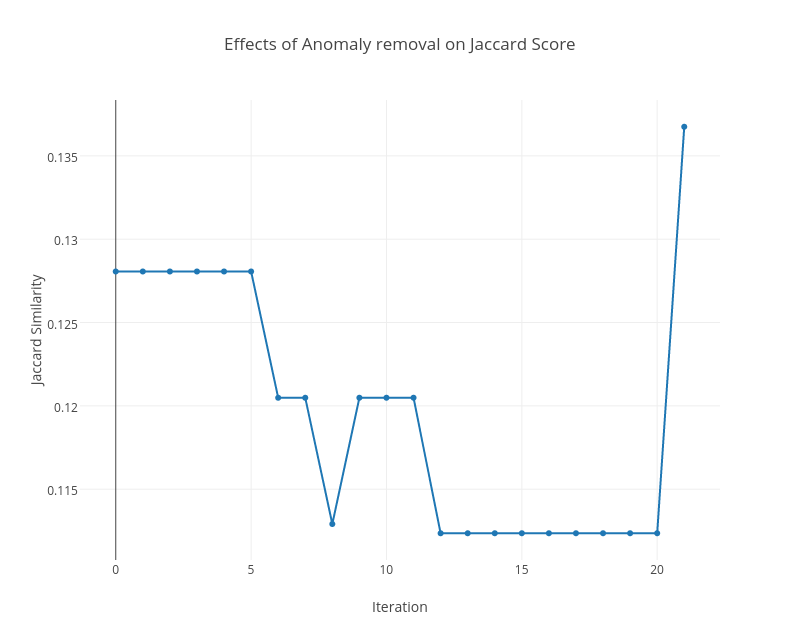 Effects of Anomaly removal on Jaccard Score
0.135
0.13
0.125
0.12
0.115
Jaccard Similarity
0 5 10 15 20
Iteration